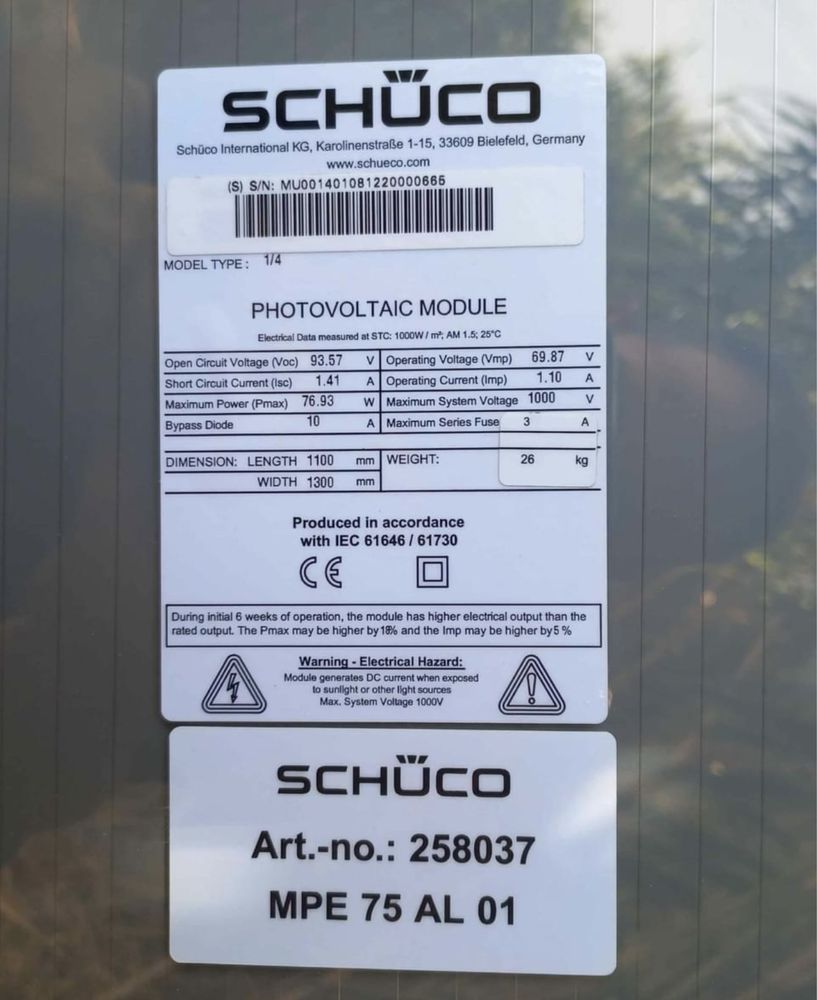 SCHÜCO
Schüco International KG, Karolinenstraße 1-15, 33609 Bielefeld, Germany
www.schueco.com
(S) S/N: MU001401081220000665
MODEL TYPE: 1/4
PHOTOVOLTAIC MODULE
Electrical Data measured at STC: 1000W / m²; AM 1.5; 25°C
Open Circuit Voltage (Voc) 93.57 V Operating Voltage (Vmp) 69.87 V
Short Circuit Current (Isc) 1.41 A Operating Current (Imp) 1.10 A
Maximum Power (Pmax) 76.93 W Maximum System Voltage 1000 V
Bypass Diode 10 A Maximum Series Fuse 3 A
DIMENSION: LENGTH 1100 mm WEIGHT: 26 kg
WIDTH 1300 mm
Produced in accordance
with IEC 61646 / 61730
CE
During initial 6 weeks of operation, the module has higher electrical output than the
rated output. The Pmax may be higher by and the Imp may be higher by 5 %
Warning - Electrical Hazard:
Module generates DC current when exposed
to sunlight or other light sources
Max. System Voltage 1000V
SCHÜCO
Art.-no.: 258037
MPE 75 AL 01